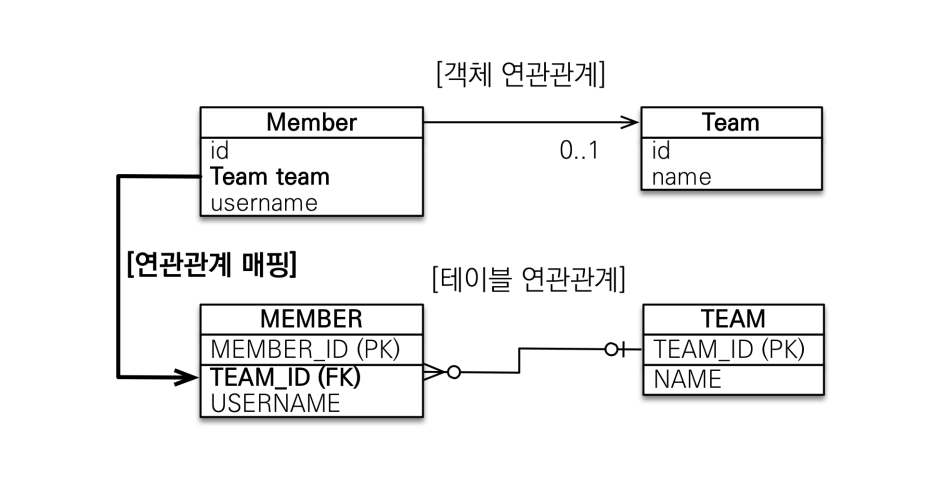 [객체 연관관계]
Member
id
Team team
username
0..1
Team
id
name
[연관관계 매핑]
[테이블 연관관계]
MEMBER
MEMBER_ID (PK)
TEAM_ID (FK)
USERNAME
TEAM
TEAM_ID (PK)
NAME